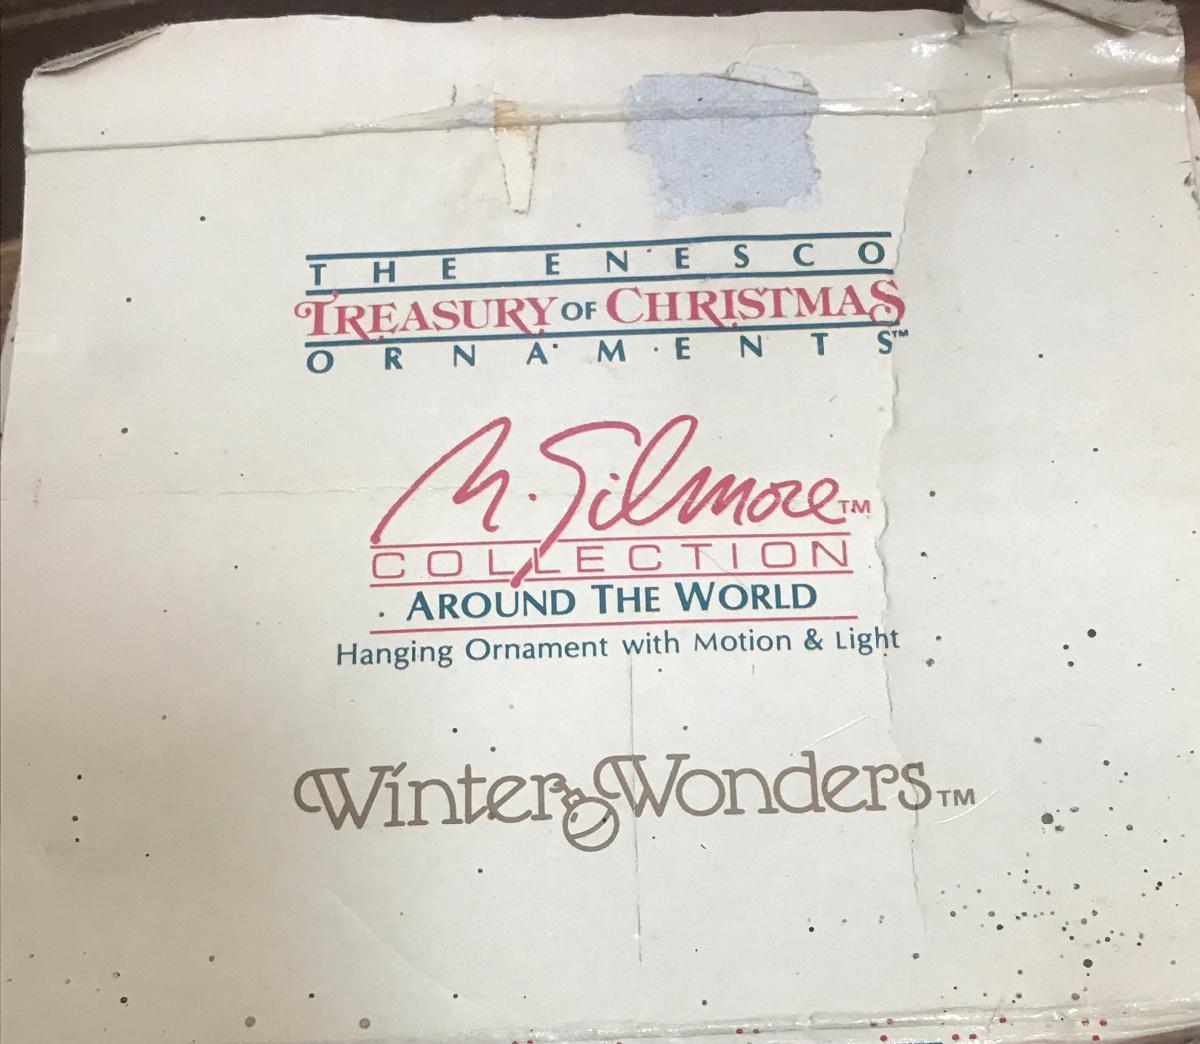 THE ENESCO
TREASURY OF CHRISTMAS
ORNAMENTS™
M. Gilmore™
COLLECTION
AROUND THE WORLD
Hanging Ornament with Motion & Light
Winter Wonders™